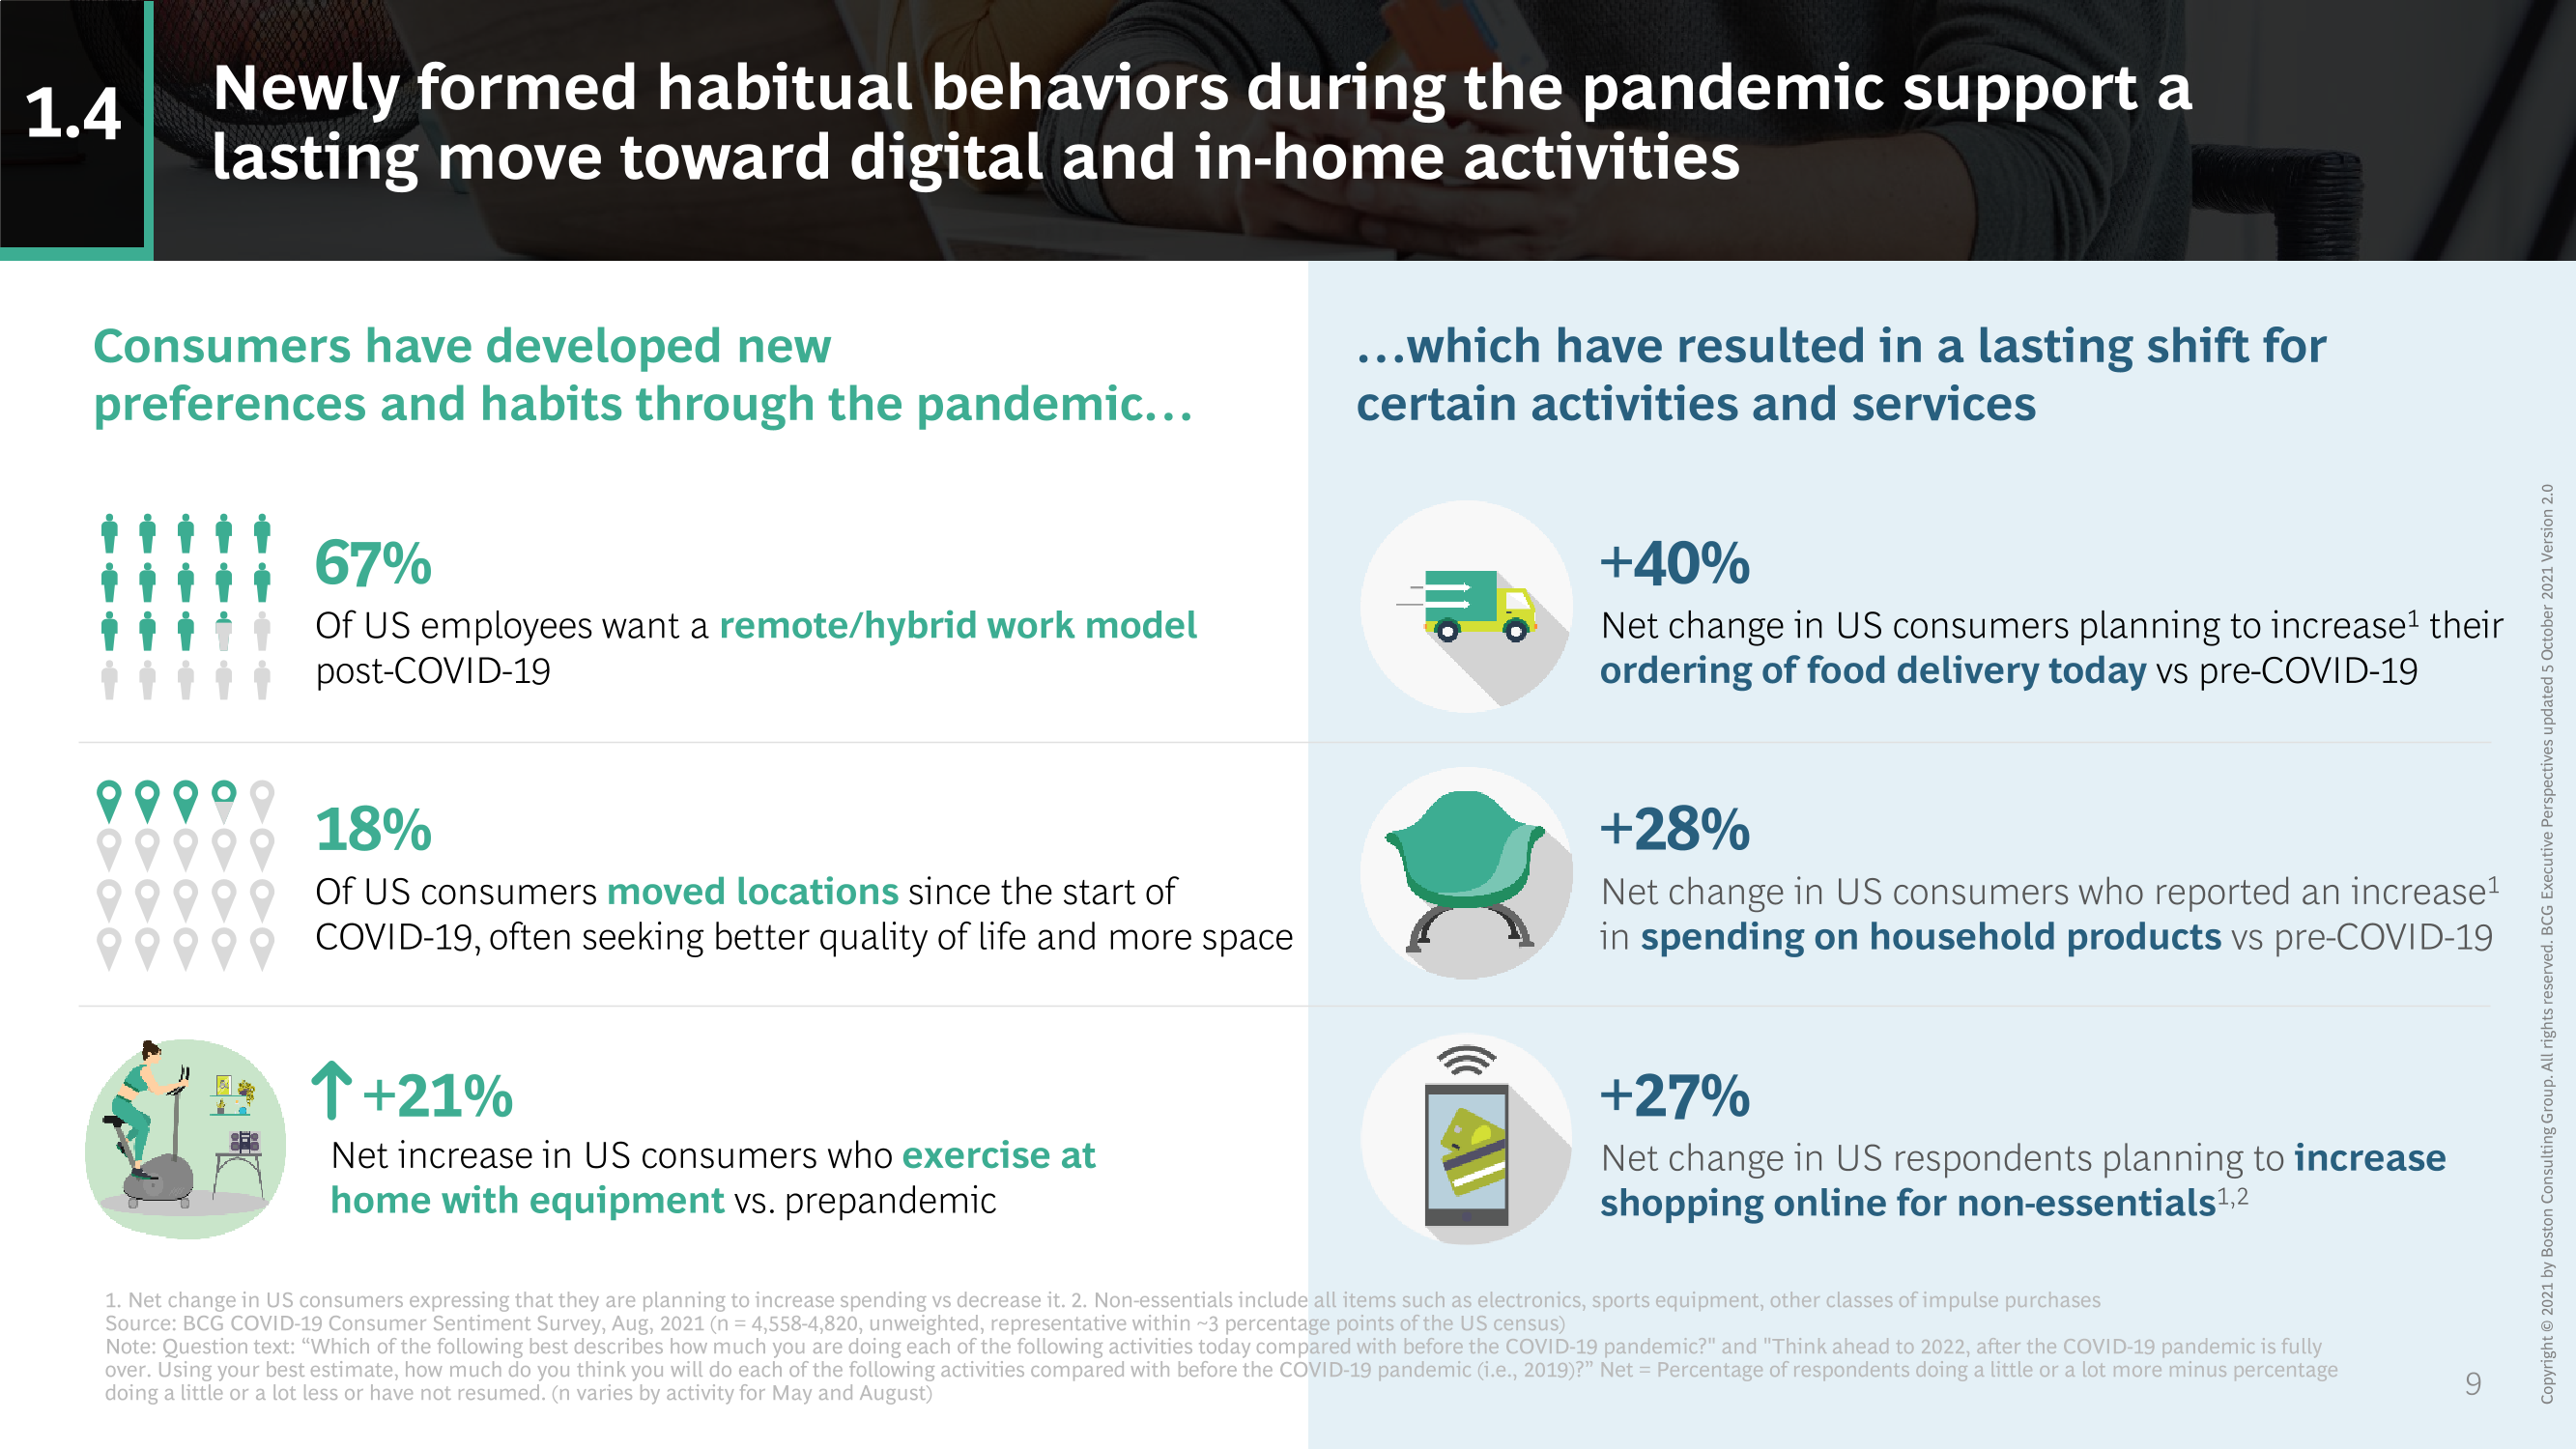 1.4
Newly formed habitual behaviors during the pandemic support a
lasting move toward digital and in-home activities
Consumers have developed new
preferences and habits through the pandemic…
67%
Of US employees want a remote/hybrid work model
post-COVID-19
18%
Of US consumers moved locations since the start of
COVID-19, often seeking better quality of life and more space
+21%
Net increase in US consumers who exercise at
home with equipment vs. prepandemic
…which have resulted in a lasting shift for
certain activities and services
+40%
Net change in US consumers planning to increase¹ their
ordering of food delivery today vs pre-COVID-19
+28%
Net change in US consumers who reported an increase¹
in spending on household products vs pre-COVID-19
+27%
Net change in US respondents planning to increase
shopping online for non-essentials¹,²
1. Net change in US consumers expressing that they are planning to increase spending vs decrease it. 2. Non-essentials include all items such as electronics, sports equipment, other classes of impulse purchases
Source: BCG COVID-19 Consumer Sentiment Survey, Aug, 2021 (n = 4,558-4,820, unweighted, representative within ~3 percentage points of the US census)
Note: Question text: “Which of the following best describes how much you are doing each of the following activities today compared with before the COVID-19 pandemic?" and "Think ahead to 2022, after the COVID-19 pandemic is fully
over. Using your best estimate, how much do you think you will do each of the following activities compared with before the COVID-19 pandemic (i.e., 2019)?” Net = Percentage of respondents doing a little or a lot more minus percentage
doing a little or a lot less or have not resumed. (n varies by activity for May and August)
9
Copyright © 2021 by Boston Consulting Group. All rights reserved. BCG Executive Perspectives updated 5 October 2021 Version 2.0